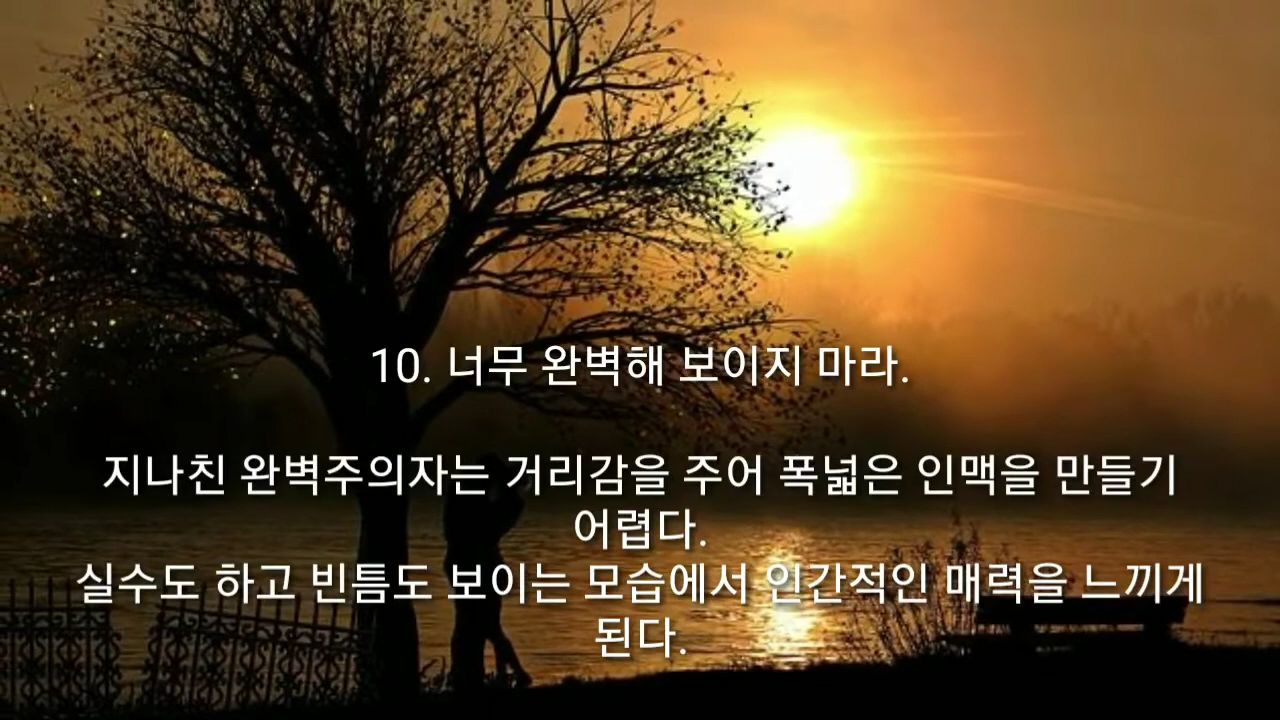 10. 너무 완벽해 보이지 마라.
지나친 완벽주의자는 거리감을 주어 폭넓은 인맥을 만들기
어렵다.
실수도 하고 빈틈도 보이는 모습에서 인간적인 매력을 느끼게
된다.